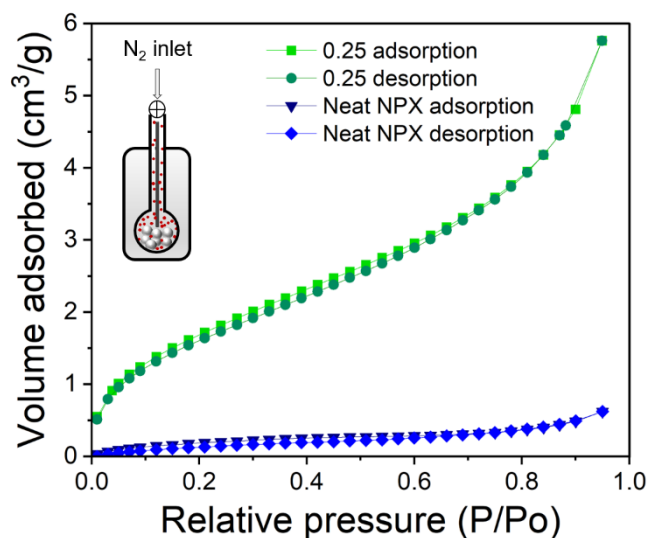 N₂ inlet
0.25 adsorption
0.25 desorption
Neat NPX adsorption
Neat NPX desorption
Volume adsorbed (cm³/g)
6
5
4
3
2
1
0
0.0 0.2 0.4 0.6 0.8 1.0
Relative pressure (P/Po)